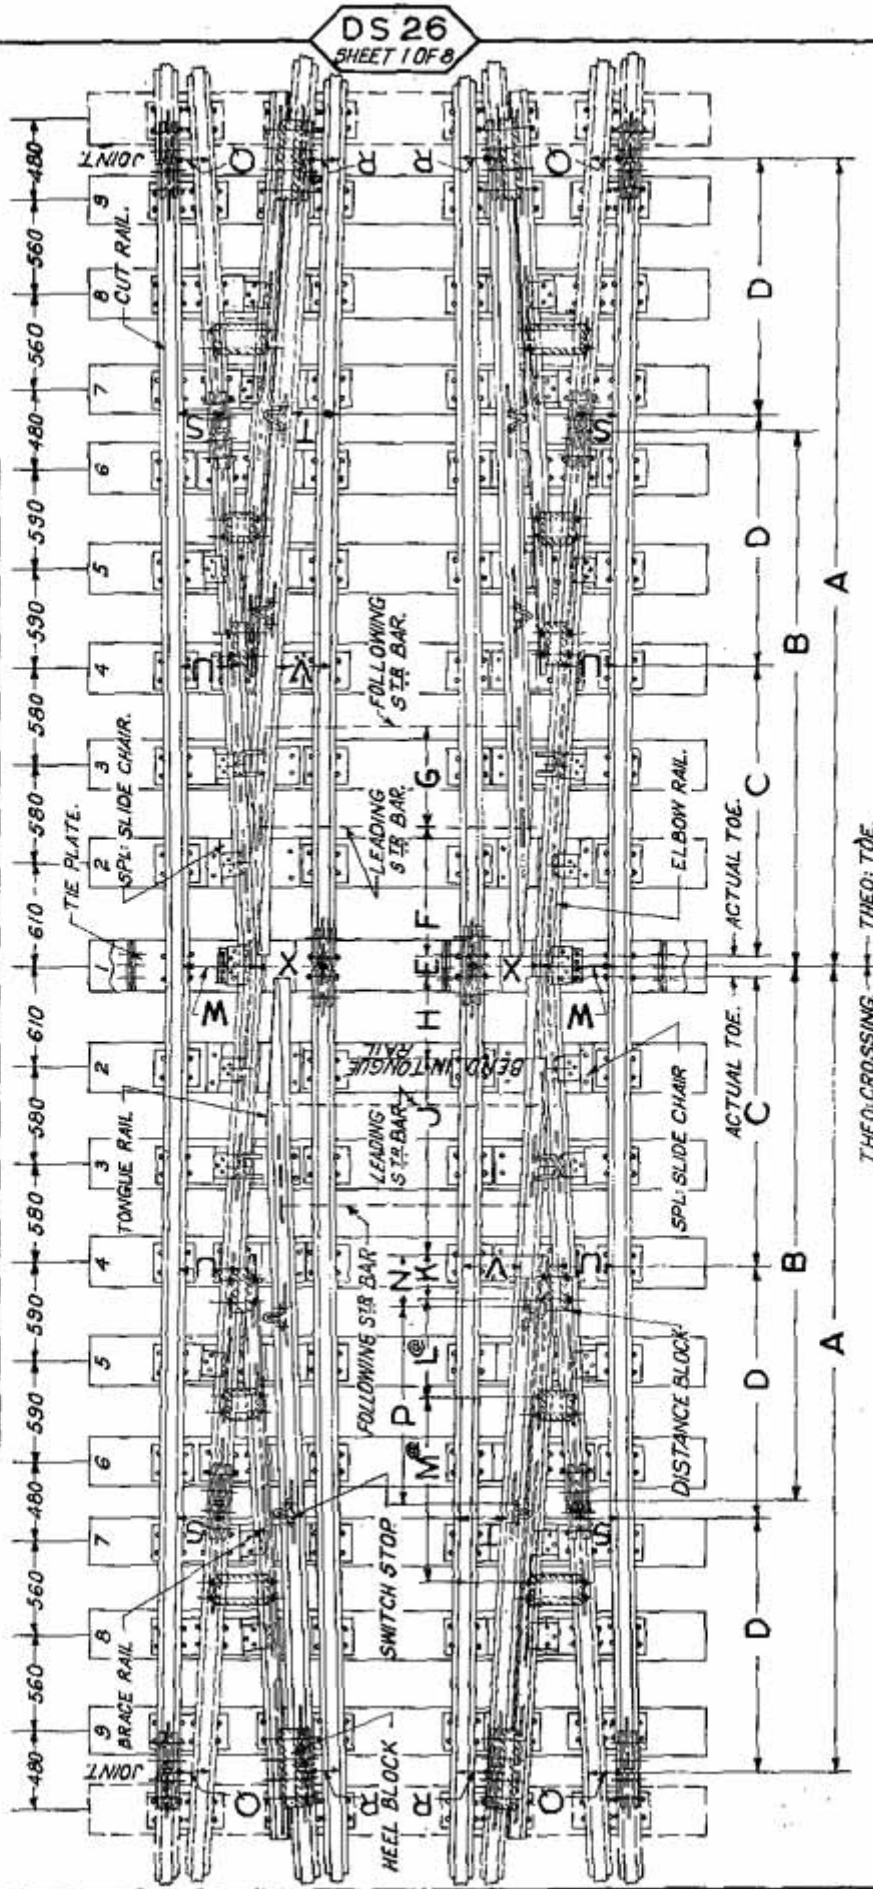 DS 26
SHEET 1 OF 8
480
560
560
480
590
590
580
580
610
610
580
580
590
590
480
560
560
480
JOINT.
9
8
7
6
5
4
3
2
1
2
3
4
5
6
7
8
9
JOINT.
CUT RAIL.
Q
R
R
Q
S
T
S
U
V
U
FOLLOWING
STR. BAR.
SPL: SLIDE CHAIR.
TIE PLATE.
LEADING
STR. BAR.
ELBOW RAIL.
ACTUAL TOE.
G
F
E
H
J
K
N
L@
P
M@
X
X
W
W
BEND IN TONGUE
RAIL
TONGUE RAIL
LEADING
STR. BAR
ACTUAL TOE.
SPL: SLIDE CHAIR
U
V
U
FOLLOWING STR. BAR
DISTANCE BLOCK
S
T
S
SWITCH STOP
BRACE RAIL
HEEL BLOCK
Q
R
R
Q
D
D
C
C
D
D
B
B
A
A
THEO: CROSSING
THEO: TOE.